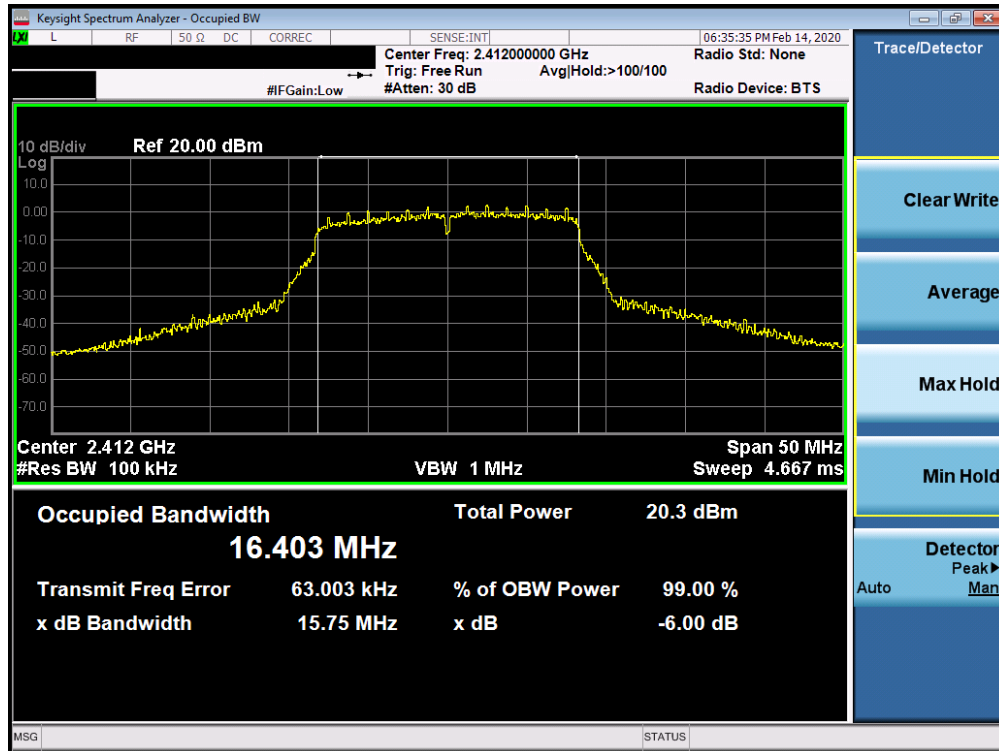 Keysight Spectrum Analyzer - Occupied BW
LXI L RF 50 Ω DC CORREC SENSE:INT 06:35:35 PM Feb 14, 2020
Center Freq: 2.412000000 GHz Radio Std: None
Trig: Free Run Avg|Hold:>100/100
#IFGain:Low #Atten: 30 dB Radio Device: BTS
10 dB/div Ref 20.00 dBm
Log
10.0
0.00
-10.0
-20.0
-30.0
-40.0
-50.0
-60.0
-70.0
Center 2.412 GHz Span 50 MHz
#Res BW 100 kHz VBW 1 MHz Sweep 4.667 ms
Occupied Bandwidth Total Power 20.3 dBm
16.403 MHz
Transmit Freq Error 63.003 kHz % of OBW Power 99.00 %
x dB Bandwidth 15.75 MHz x dB -6.00 dB
MSG STATUS
Trace/Detector
Clear Write
Average
Max Hold
Min Hold
Detector
Peak▶
Auto Man